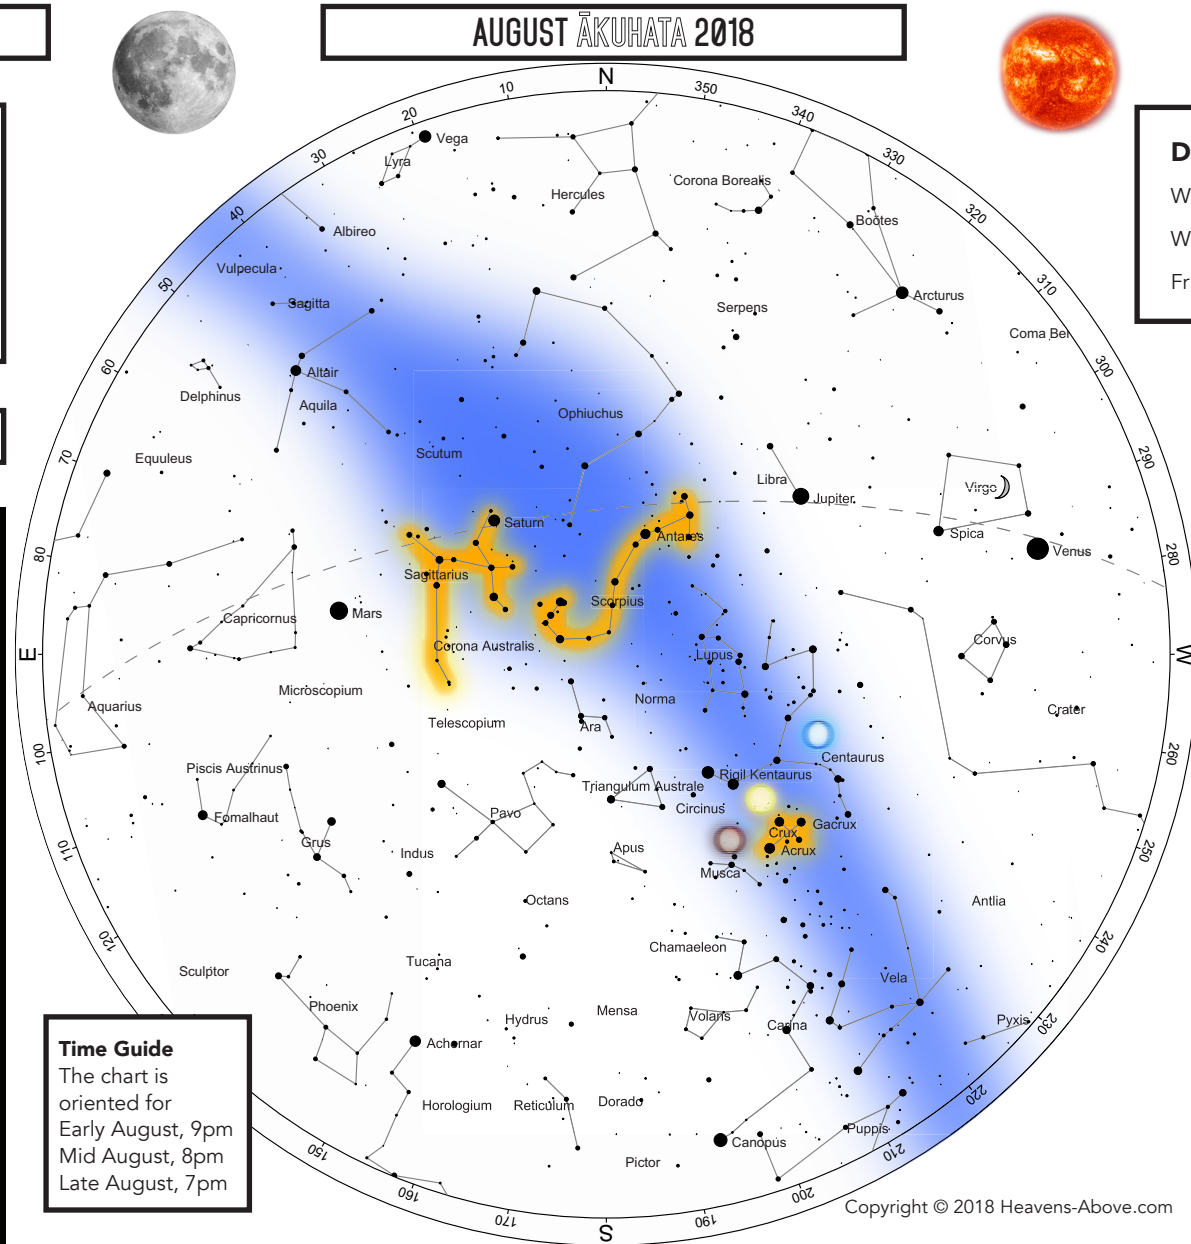 AUGUST ĀKUHATA 2018
N
10
350
20
340
30
330
40
320
50
310
60
300
70
290
80
280
E
W
100
260
110
250
120
240
230
220
150
210
160
200
170
190
S
Vega
Lyra
Hercules
Corona Borealis
Boötes
Albireo
Vulpecula
Sagitta
Serpens
Arcturus
Coma Ber
Altair
Delphinus
Aquila
Ophiuchus
Scutum
Equuleus
Libra
Jupiter
Virgo
Saturn
Antares
Spica
Venus
Sagittarius
Scorpius
Mars
Capricornus
Corona Australis
Lupus
Corvus
Microscopium
Norma
Aquarius
Telescopium
Ara
Crater
Centaurus
Piscis Austrinus
Rigil Kentaurus
Triangulum Australe
Circinus
Fomalhaut
Pavo
Crux
Gacrux
Grus
Indus
Apus
Acrux
Musca
Octans
Antlia
Chamaeleon
Sculptor
Tucana
Vela
Phoenix
Hydrus
Mensa
Volans
Carina
Pyxis
Achernar
Horologium
Reticulum
Dorado
Puppis
Canopus
Pictor
Time Guide
The chart is
oriented for
Early August, 9pm
Mid August, 8pm
Late August, 7pm
D
W
W
Fr
Copyright © 2018 Heavens-Above.com